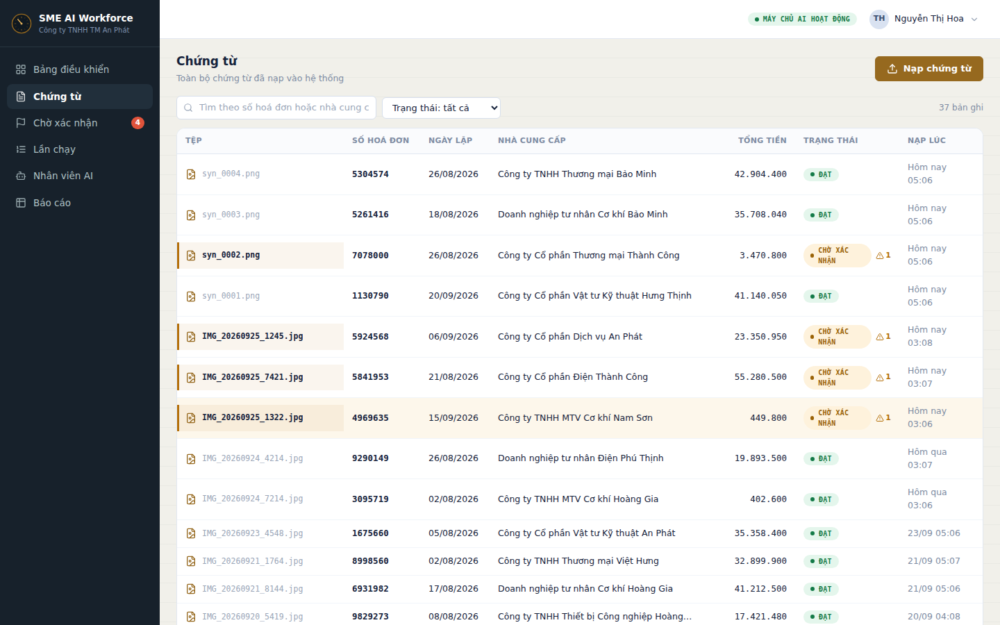 SME AI Workforce
Công ty TNHH TM An Phát
Bảng điều khiển
Chứng từ
Chờ xác nhận 4
Lần chạy
Nhân viên AI
Báo cáo
MÁY CHỦ AI HOẠT ĐỘNG
TH Nguyễn Thị Hoa
Chứng từ
Toàn bộ chứng từ đã nạp vào hệ thống
Nạp chứng từ
Tìm theo số hoá đơn hoặc nhà cung c
Trạng thái: tất cả
37 bản ghi
TỆP SỐ HOÁ ĐƠN NGÀY LẬP NHÀ CUNG CẤP TỔNG TIỀN TRẠNG THÁI NẠP LÚC
syn_0004.png 5304574 26/08/2026 Công ty TNHH Thương mại Bảo Minh 42.904.400 ĐẠT Hôm nay
05:06
syn_0003.png 5261416 18/08/2026 Doanh nghiệp tư nhân Cơ khí Bảo Minh 35.708.040 ĐẠT Hôm nay
05:06
syn_0002.png 7078000 26/08/2026 Công ty Cổ phần Thương mại Thành Công 3.470.800 CHỜ XÁC NHẬN 1 Hôm nay
05:06
syn_0001.png 1130790 20/09/2026 Công ty Cổ phần Vật tư Kỹ thuật Hưng Thịnh 41.140.050 ĐẠT Hôm nay
05:06
IMG_20260925_1245.jpg 5924568 06/09/2026 Công ty Cổ phần Dịch vụ An Phát 23.350.950 CHỜ XÁC NHẬN 1 Hôm nay
03:08
IMG_20260925_7421.jpg 5841953 21/08/2026 Công ty Cổ phần Điện Thành Công 55.280.500 CHỜ XÁC NHẬN 1 Hôm nay
03:07
IMG_20260925_1322.jpg 4969635 15/09/2026 Công ty TNHH MTV Cơ khí Nam Sơn 449.800 CHỜ XÁC NHẬN 1 Hôm nay
03:06
IMG_20260924_4214.jpg 9290149 26/08/2026 Doanh nghiệp tư nhân Điện Phú Thịnh 19.893.500 ĐẠT Hôm qua
03:07
IMG_20260924_7214.jpg 3095719 02/08/2026 Công ty TNHH MTV Cơ khí Hoàng Gia 402.600 ĐẠT Hôm qua
03:06
IMG_20260923_4548.jpg 1675660 05/08/2026 Công ty Cổ phần Vật tư Kỹ thuật An Phát 35.358.400 ĐẠT 23/09 05:06
IMG_20260921_1764.jpg 8998560 02/08/2026 Công ty TNHH Thương mại Việt Hưng 32.899.900 ĐẠT 21/09 05:07
IMG_20260921_8144.jpg 6931982 17/08/2026 Doanh nghiệp tư nhân Cơ khí Hoàng Gia 41.212.500 ĐẠT 21/09 05:06
IMG_20260920_5419.jpg 9829273 08/08/2026 Công ty TNHH Thiết bị Công nghiệp Hoàng... 17.421.480 ĐẠT 20/09 04:08